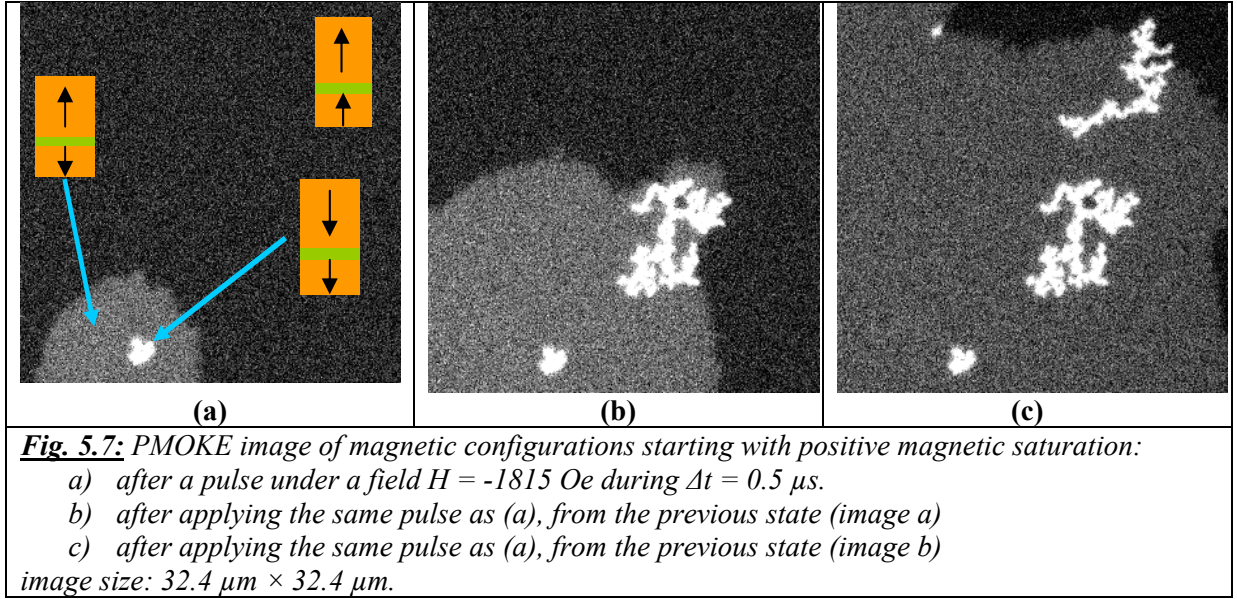 (a)
(b)
(c)
Fig. 5.7: PMOKE image of magnetic configurations starting with positive magnetic saturation:
a) after a pulse under a field H = -1815 Oe during Δt = 0.5 μs.
b) after applying the same pulse as (a), from the previous state (image a)
c) after applying the same pulse as (a), from the previous state (image b)
image size: 32.4 μm × 32.4 μm.